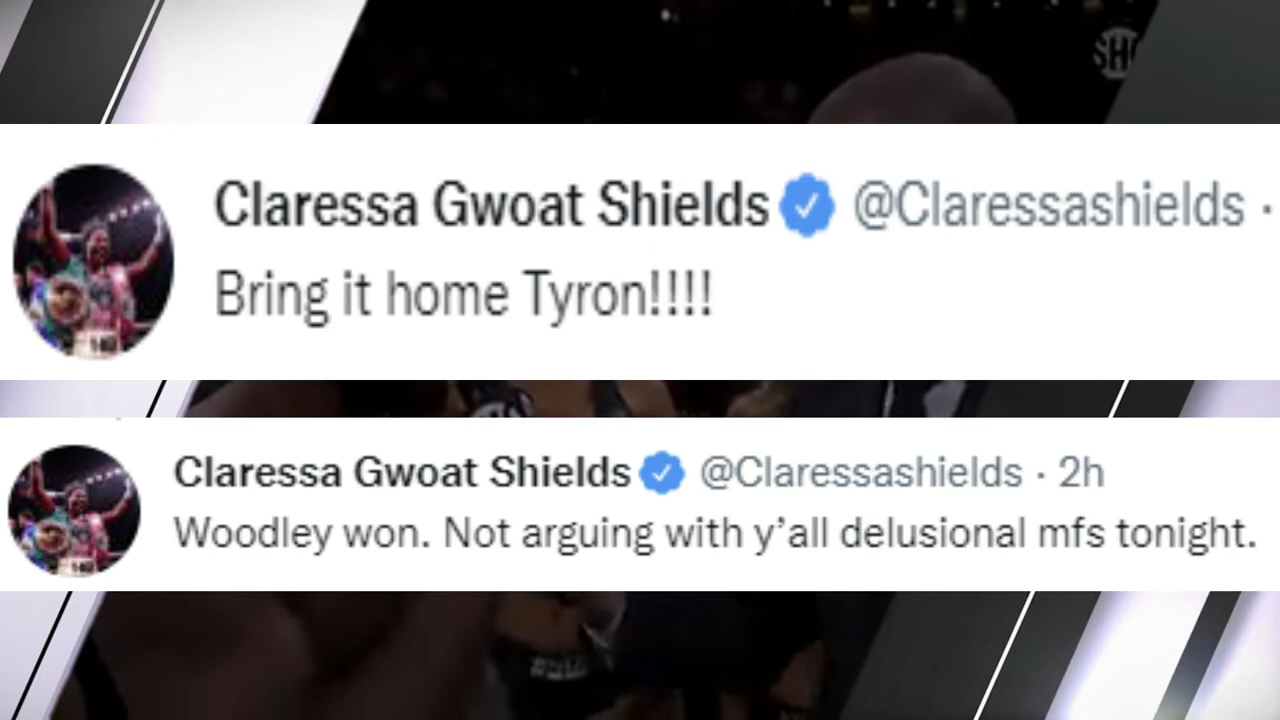 SHO
Claressa Gwoat Shields @Claressashields ·
Bring it home Tyron!!!!
Claressa Gwoat Shields @Claressashields · 2h
Woodley won. Not arguing with y'all delusional mfs tonight.